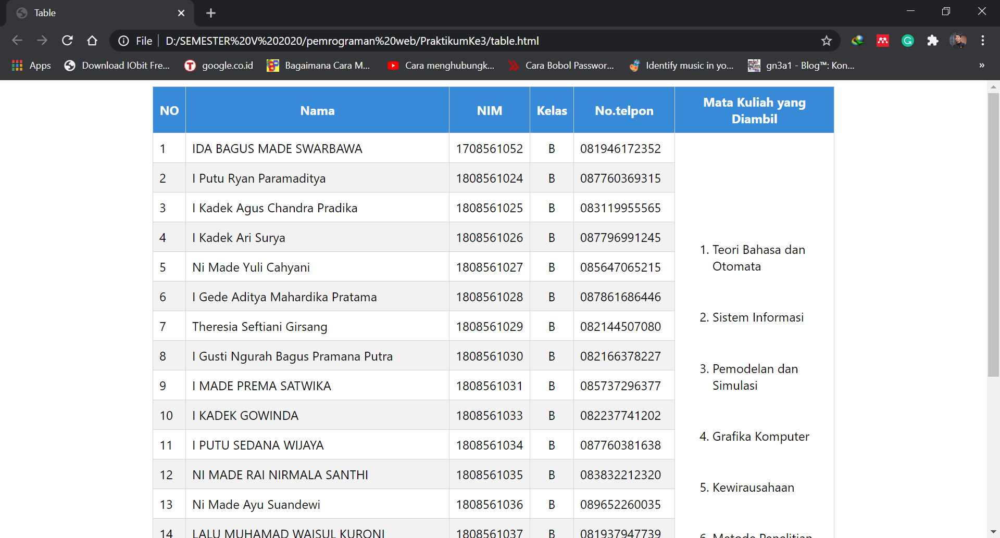 Table
File D:/SEMESTER%20V%202020/pemrograman%20web/PraktikumKe3/table.html
Apps Download IObit Fre... google.co.id Bagaimana Cara M... Cara menghubungk... Cara Bobol Passwor... Identify music in yo... gn3a1 - Blog™: Kon... »
NO Nama NIM Kelas No.telpon Mata Kuliah yang
Diambil
1 IDA BAGUS MADE SWARBAWA 1708561052 B 081946172352
2 I Putu Ryan Paramaditya 1808561024 B 087760369315
3 I Kadek Agus Chandra Pradika 1808561025 B 083119955565
4 I Kadek Ari Surya 1808561026 B 087796991245
5 Ni Made Yuli Cahyani 1808561027 B 085647065215
6 I Gede Aditya Mahardika Pratama 1808561028 B 087861686446
7 Theresia Seftiani Girsang 1808561029 B 082144507080
8 I Gusti Ngurah Bagus Pramana Putra 1808561030 B 082166378227
9 I MADE PREMA SATWIKA 1808561031 B 085737296377
10 I KADEK GOWINDA 1808561033 B 082237741202
11 I PUTU SEDANA WIJAYA 1808561034 B 087760381638
12 NI MADE RAI NIRMALA SANTHI 1808561035 B 083832212320
13 Ni Made Ayu Suandewi 1808561036 B 089652260035
14 LALU MUHAMAD WAISUL KURONI 1808561037 B 081937947739
1. Teori Bahasa dan
Otomata
2. Sistem Informasi
3. Pemodelan dan
Simulasi
4. Grafika Komputer
5. Kewirausahaan
6. Metode Penelitian